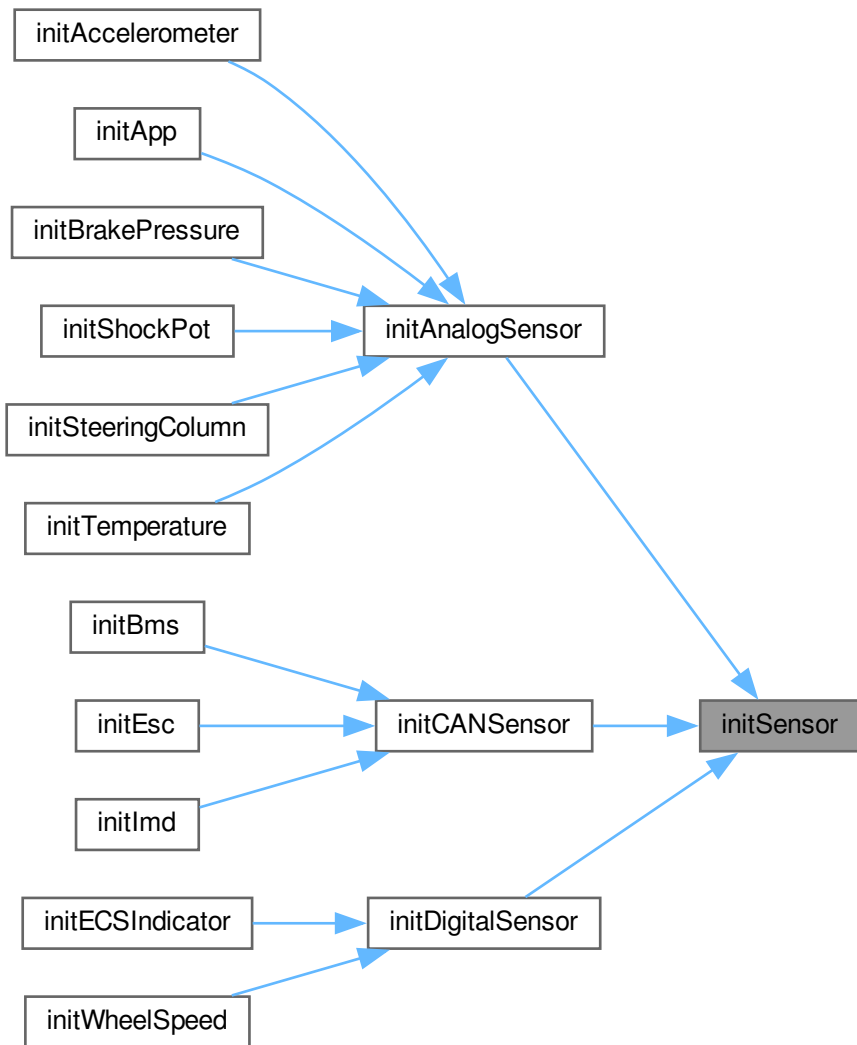 initAccelerometer
initApp
initBrakePressure
initShockPot
initAnalogSensor
initSteeringColumn
initTemperature
initBms
initEsc
initCANSensor
initSensor
initImd
initECSIndicator
initDigitalSensor
initWheelSpeed